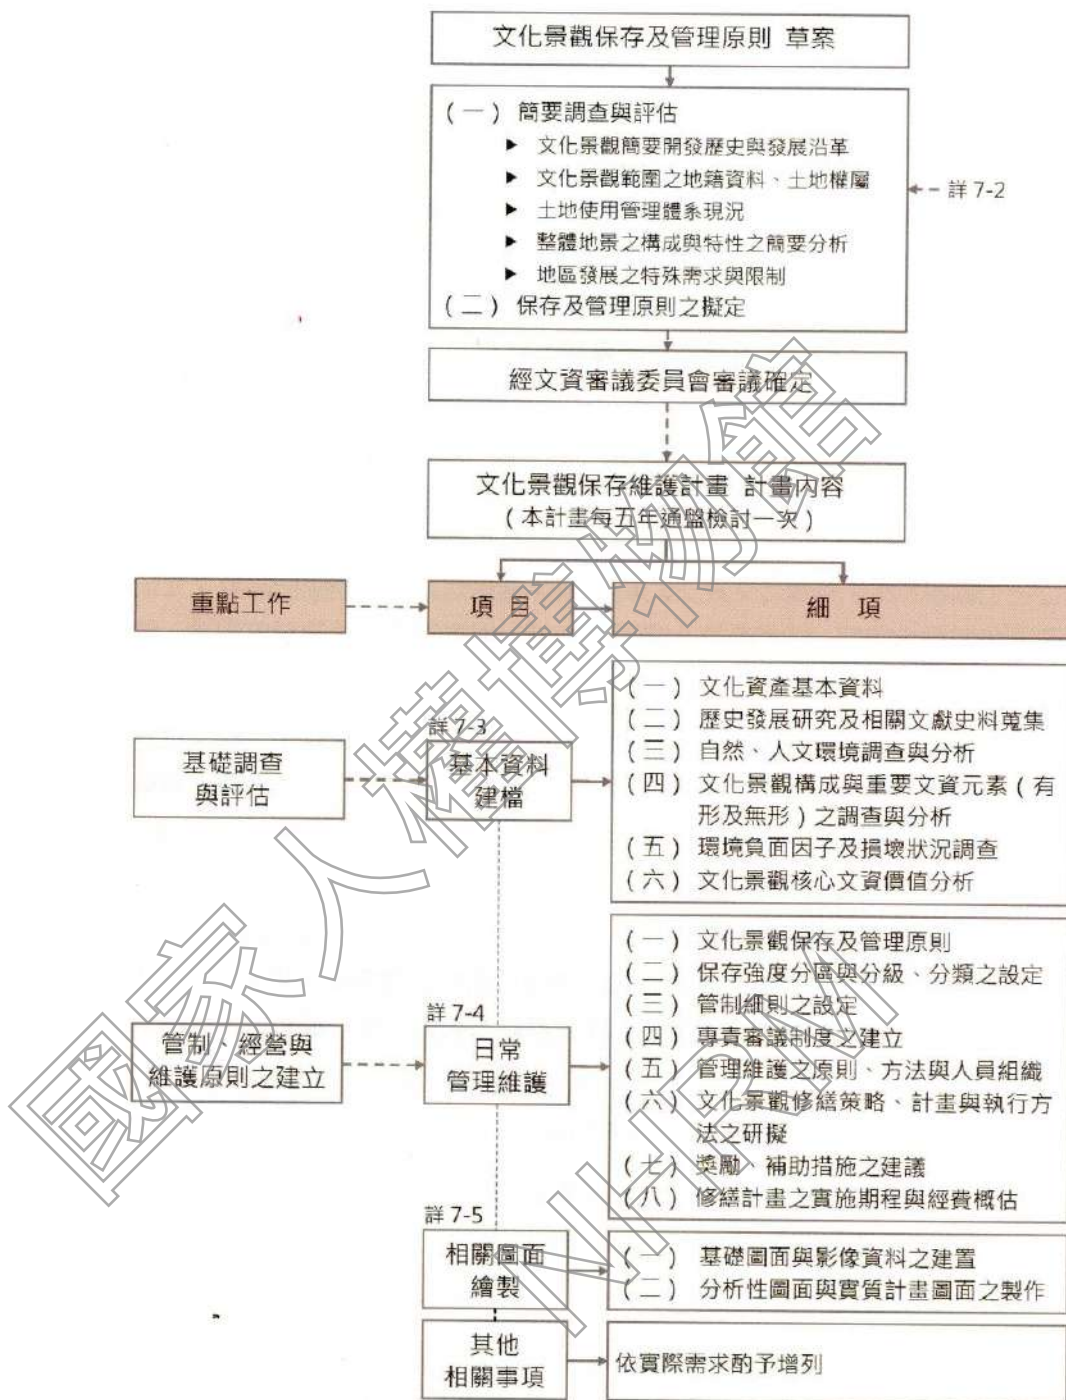 文化景觀保存及管理原則 草案
（一）簡要調查與評估
▶ 文化景觀簡要開發歷史與發展沿革
▶ 文化景觀範圍之地籍資料、土地權屬
▶ 土地使用管理體系現況
▶ 整體地景之構成與特性之簡要分析
▶ 地區發展之特殊需求與限制
（二）保存及管理原則之擬定
詳 7-2
經文資審議委員會審議確定
文化景觀保存維護計畫 計畫內容
（本計畫每五年通盤檢討一次）
重點工作
項 目
細 項
基礎調查
與評估
詳 7-3
基本資料
建檔
（一）文化資產基本資料
（二）歷史發展研究及相關文獻史料蒐集
（三）自然、人文環境調查與分析
（四）文化景觀構成與重要文資元素（有
形及無形）之調查與分析
（五）環境負面因子及損壞狀況調查
（六）文化景觀核心文資價值分析
管制、經營與
維護原則之建立
詳 7-4
日常
管理維護
（一）文化景觀保存及管理原則
（二）保存強度分區與分級、分類之設定
（三）管制細則之設定
（四）專責審議制度之建立
（五）管理維護之原則、方法與人員組織
（六）文化景觀修繕策略、計畫與執行方
法之研擬
（七）獎勵、補助措施之建議
（八）修繕計畫之實施期程與經費概估
詳 7-5
相關圖面
繪製
（一）基礎圖面與影像資料之建置
（二）分析性圖面與實質計畫圖面之製作
其他
相關事項
依實際需求酌予增列
國家人權博物館
NHRM